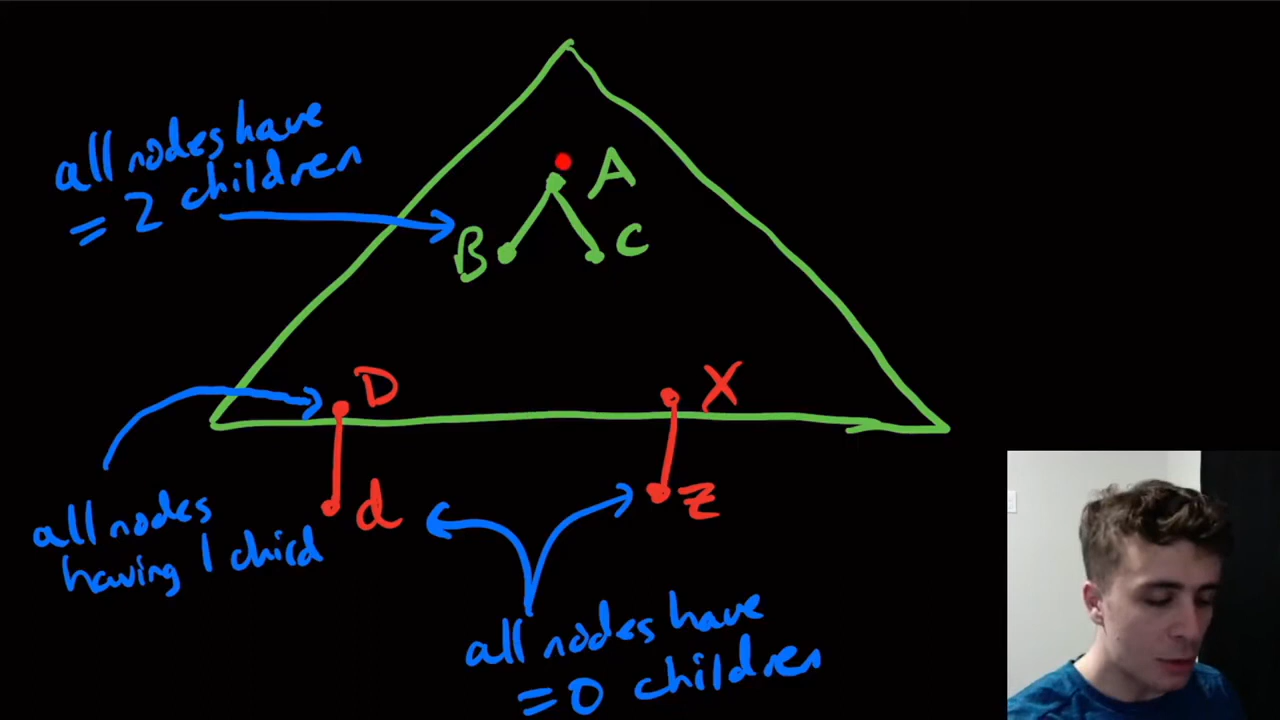 all nodes have
= 2 children
A
B
C
D
X
d
z
all nodes
having 1 child
all nodes have
= 0 children